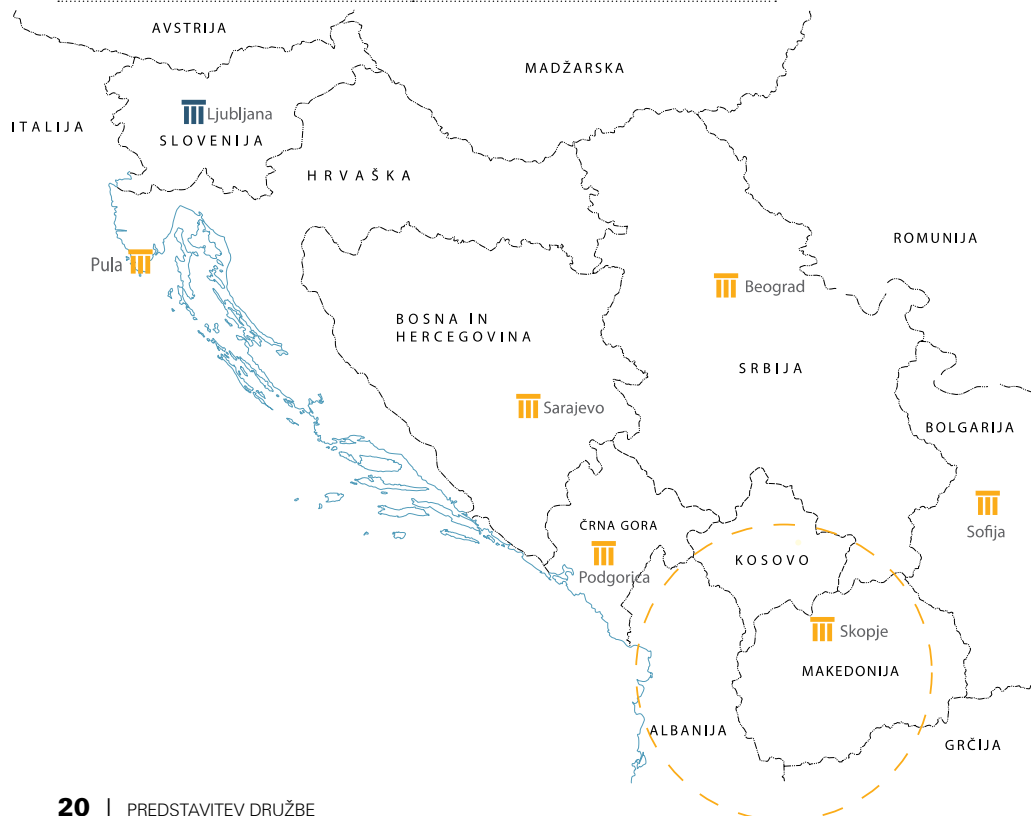 AVSTRIJA
MADŽARSKA
Ljubljana
ITALIJA
SLOVENIJA
HRVAŠKA
ROMUNIJA
Pula
Beograd
BOSNA IN
HERCEGOVINA
SRBIJA
Sarajevo
BOLGARIJA
ČRNA GORA
Sofija
KOSOVO
Podgorica
Skopje
MAKEDONIJA
ALBANIJA
GRČIJA
20 | PREDSTAVITEV DRUŽBE